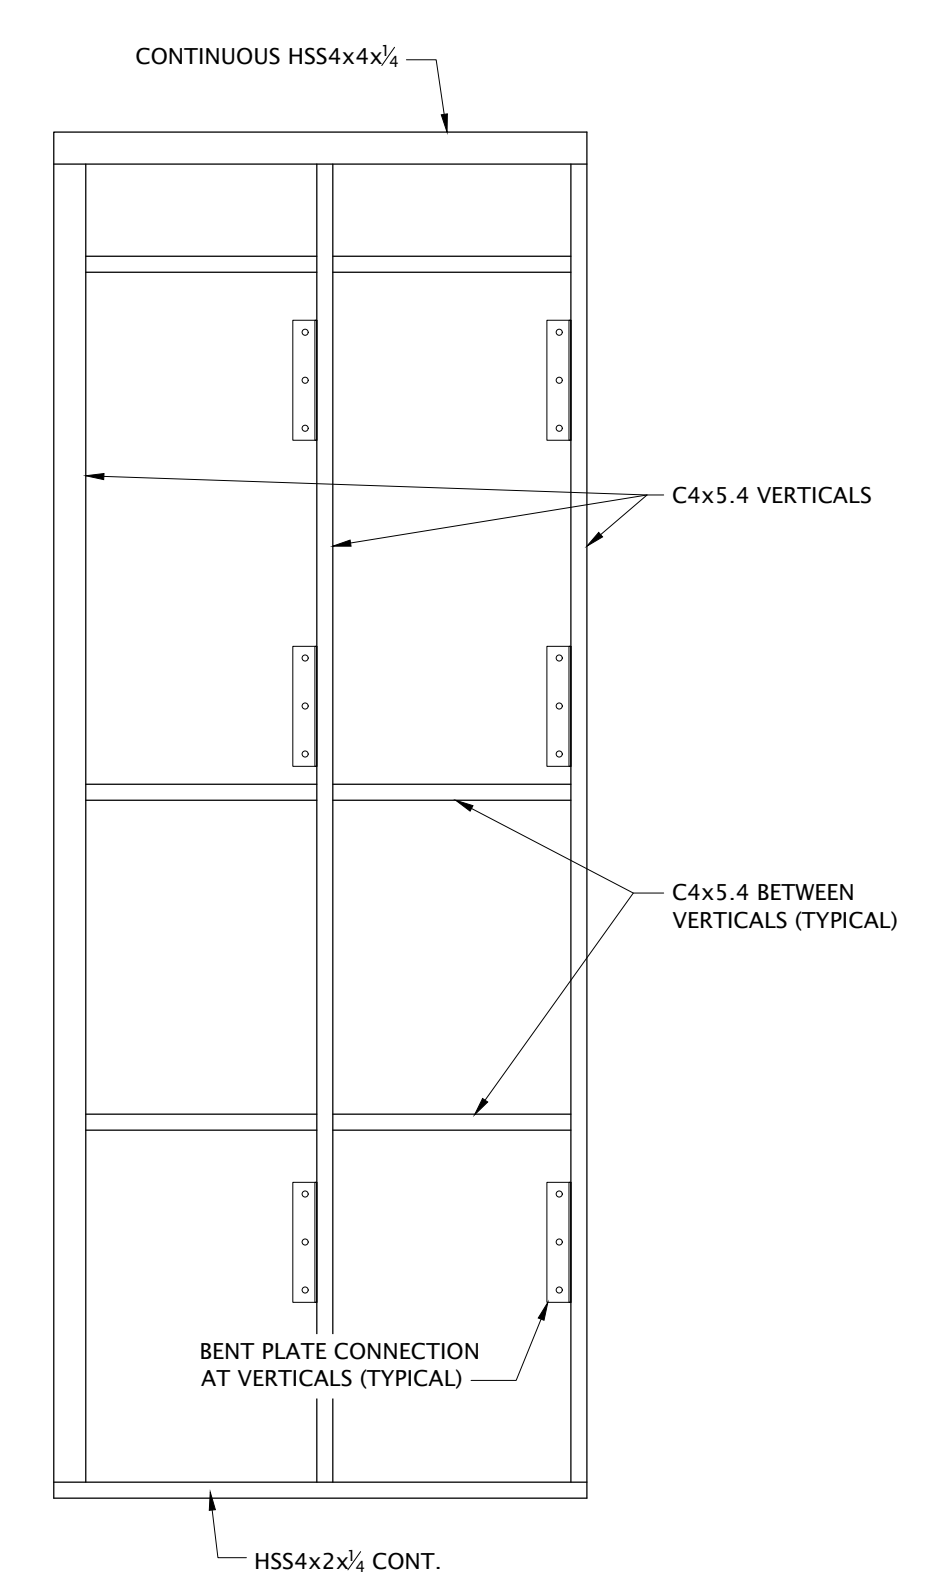 CONTINUOUS HSS4x4x¼
C4x5.4 VERTICALS
C4x5.4 BETWEEN
VERTICALS (TYPICAL)
BENT PLATE CONNECTION
AT VERTICALS (TYPICAL)
HSS4x2x¼ CONT.